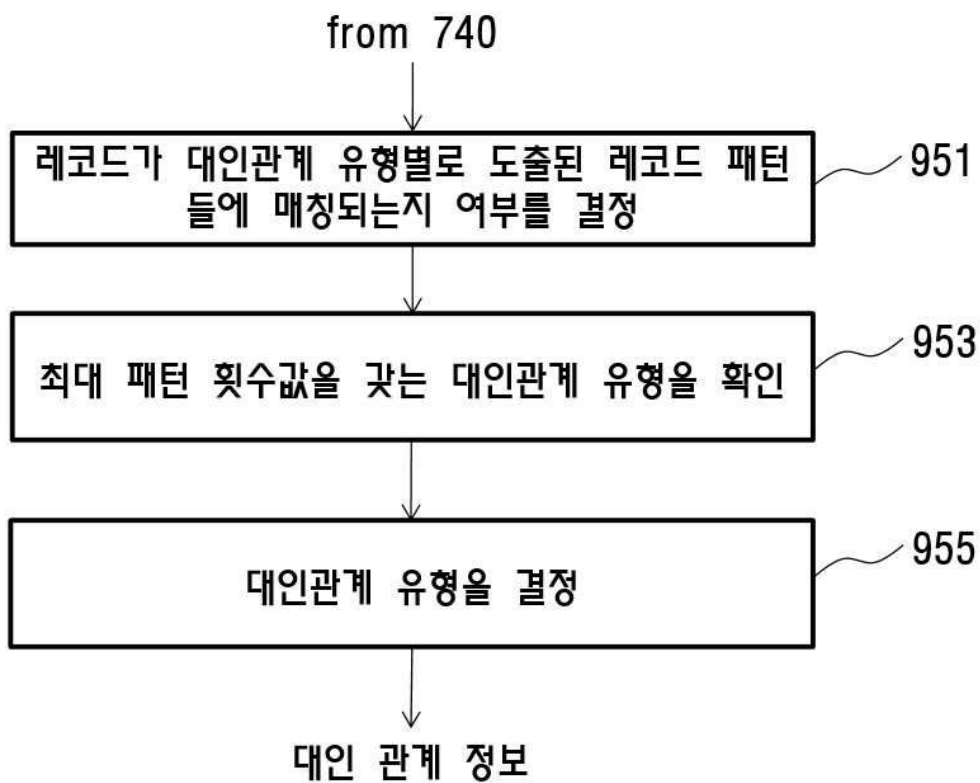 from 740
레코드가 대인관계 유형별로 도출된 레코드 패턴
들에 매칭되는지 여부를 결정
951
최대 패턴 횟수값을 갖는 대인관계 유형을 확인
953
대인관계 유형을 결정
955
대인 관계 정보